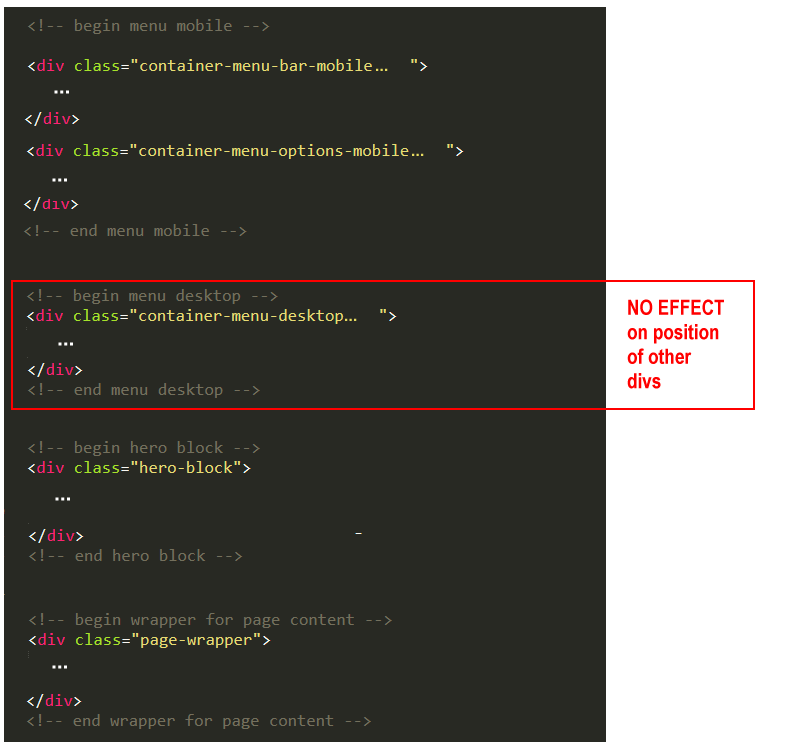 <!-- begin menu mobile -->
<div class="container-menu-bar-mobile… ">
…
</div>
<div class="container-menu-options-mobile… ">
…
</div>
<!-- end menu mobile -->
<!-- begin menu desktop -->
<div class="container-menu-desktop… ">
…
</div>
<!-- end menu desktop -->
NO EFFECT
on position
of other
divs
<!-- begin hero block -->
<div class="hero-block">
…
</div>
<!-- end hero block -->
<!-- begin wrapper for page content -->
<div class="page-wrapper">
…
</div>
<!-- end wrapper for page content -->